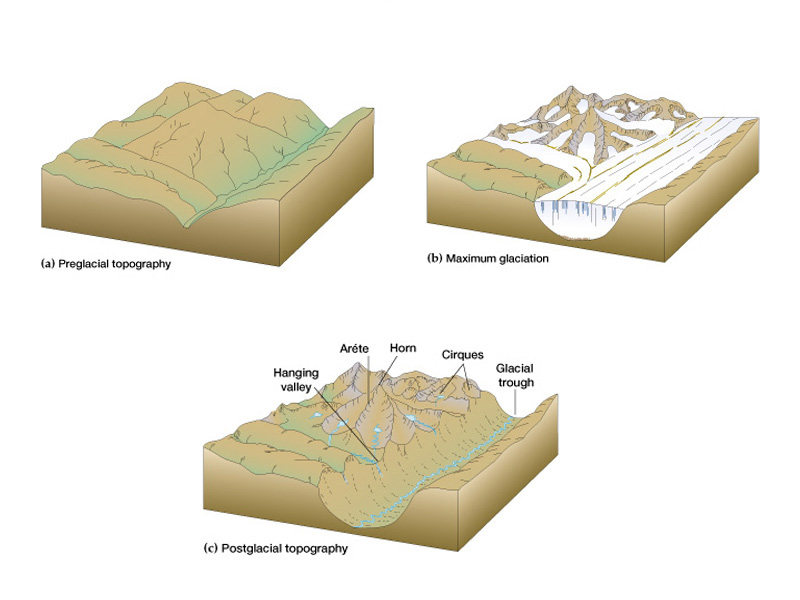 (a) Preglacial topography
(b) Maximum glaciation
Aréte
Horn
Cirques
Hanging
valley
Glacial
trough
(c) Postglacial topography